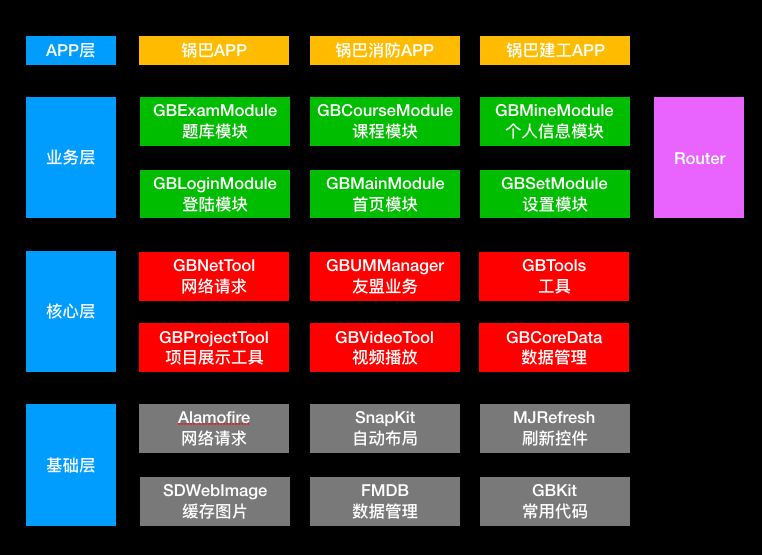 APP层
锅巴APP
锅巴消防APP
锅巴建工APP
业务层
GBExamModule
题库模块
GBCourseModule
课程模块
GBMineModule
个人信息模块
Router
GBLoginModule
登陆模块
GBMainModule
首页模块
GBSetModule
设置模块
核心层
GBNetTool
网络请求
GBUMManager
友盟业务
GBTools
工具
GBProjectTool
项目展示工具
GBVideoTool
视频播放
GBCoreData
数据管理
基础层
Alamofire
网络请求
SnapKit
自动布局
MJRefresh
刷新控件
SDWebImage
缓存图片
FMDB
数据管理
GBKit
常用代码